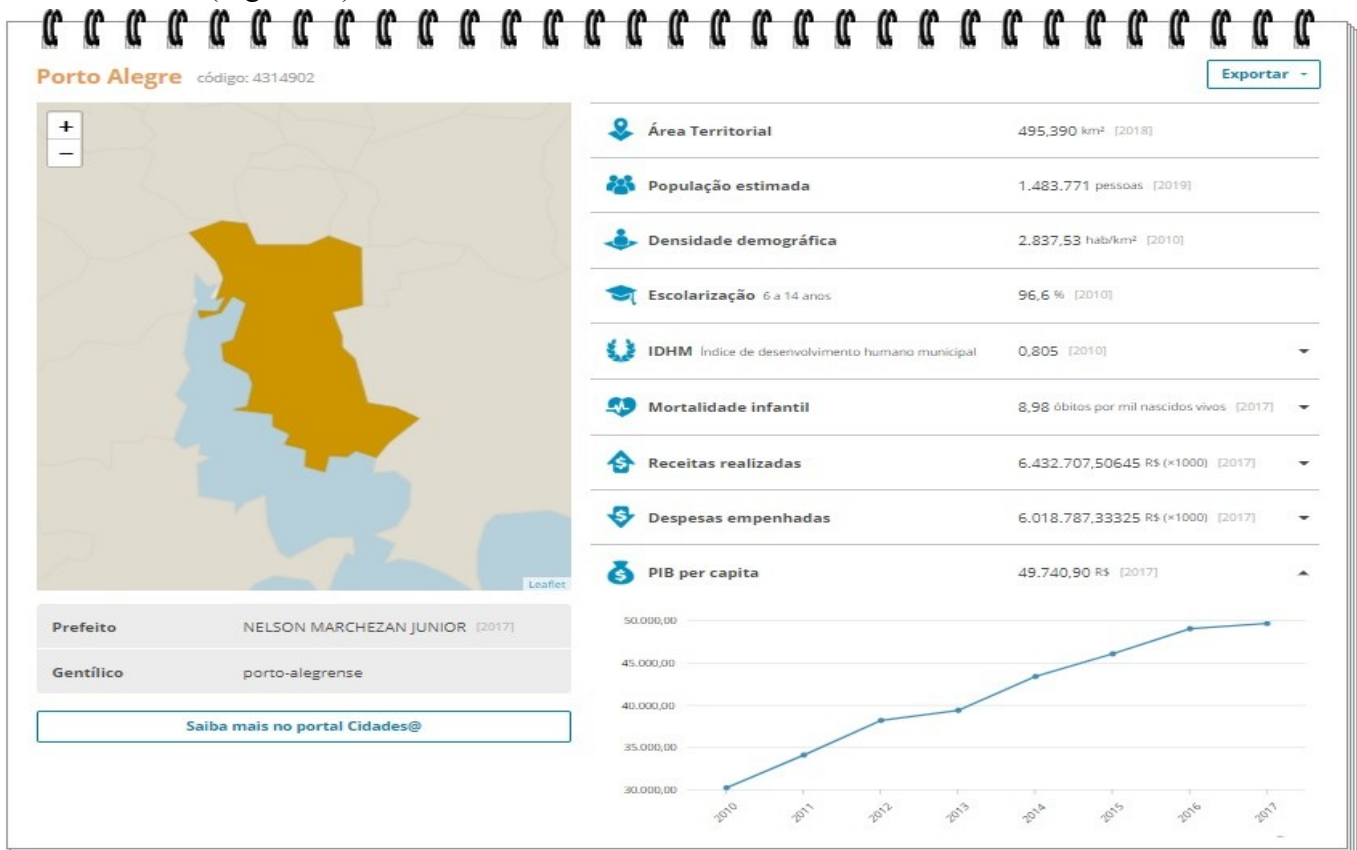 Porto Alegre código: 4314902
Exportar
+
−
Leaflet
Prefeito NELSON MARCHEZAN JUNIOR [2017]
Gentílico porto-alegrense
Saiba mais no portal Cidades@
Área Territorial 495,390 km² [2018]
População estimada 1.483.771 pessoas [2019]
Densidade demográfica 2.837,53 hab/km² [2010]
Escolarização 6 a 14 anos 96,6 % [2010]
IDHM Índice de desenvolvimento humano municipal 0,805 [2010]
Mortalidade infantil 8,98 óbitos por mil nascidos vivos [2017]
Receitas realizadas 6.432.707,50645 R$ (×1000) [2017]
Despesas empenhadas 6.018.787,33325 R$ (×1000) [2017]
PIB per capita 49.740,90 R$ [2017]
50.000,00
45.000,00
40.000,00
35.000,00
30.000,00
2010 2011 2012 2013 2014 2015 2016 2017